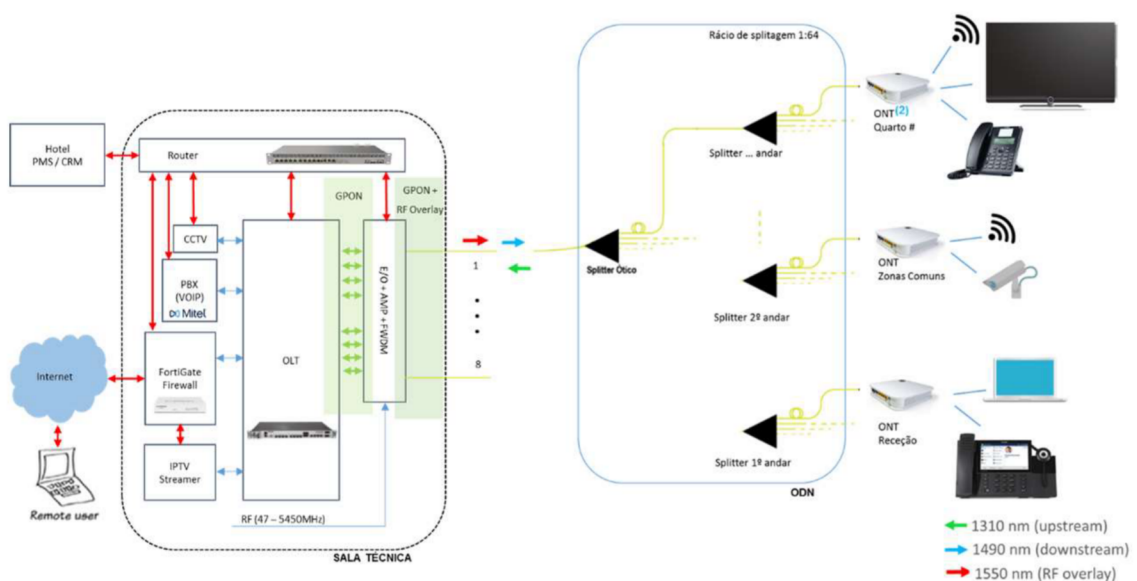 Rácio de splitagem 1:64
ONT(2)
Quarto #
Splitter ... andar
Hotel
PMS / CRM
Router
GPON
GPON +
RF Overlay
CCTV
PBX
(VOIP)
Mitel
E/O + AMP + FWDM
1
8
Splitter Ótico
ONT
Zonas Comuns
Splitter 2º andar
OLT
FortiGate
Firewall
Internet
IPTV
Streamer
Remote user
RF (47 – 5450MHz)
SALA TÉCNICA
ONT
Receção
Splitter 1º andar
ODN
1310 nm (upstream)
1490 nm (downstream)
1550 nm (RF overlay)